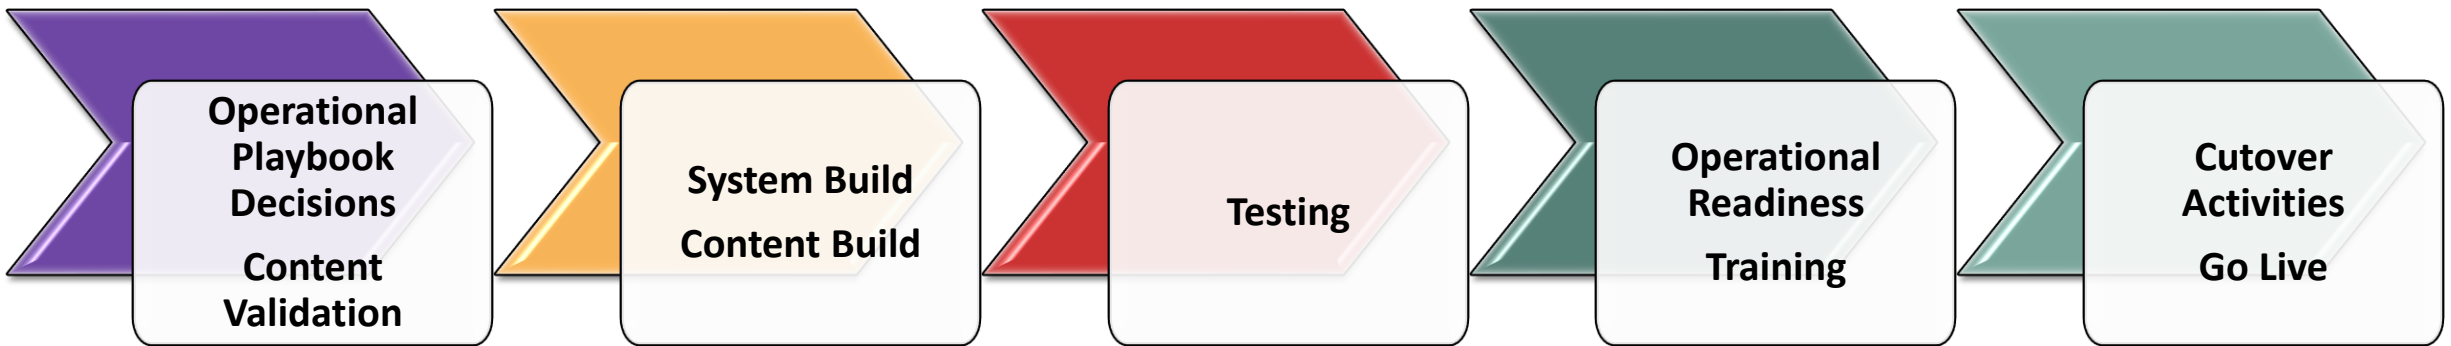 Operational
Playbook
Decisions
Content
Validation
System Build
Content Build
Testing
Operational
Readiness
Training
Cutover
Activities
Go Live